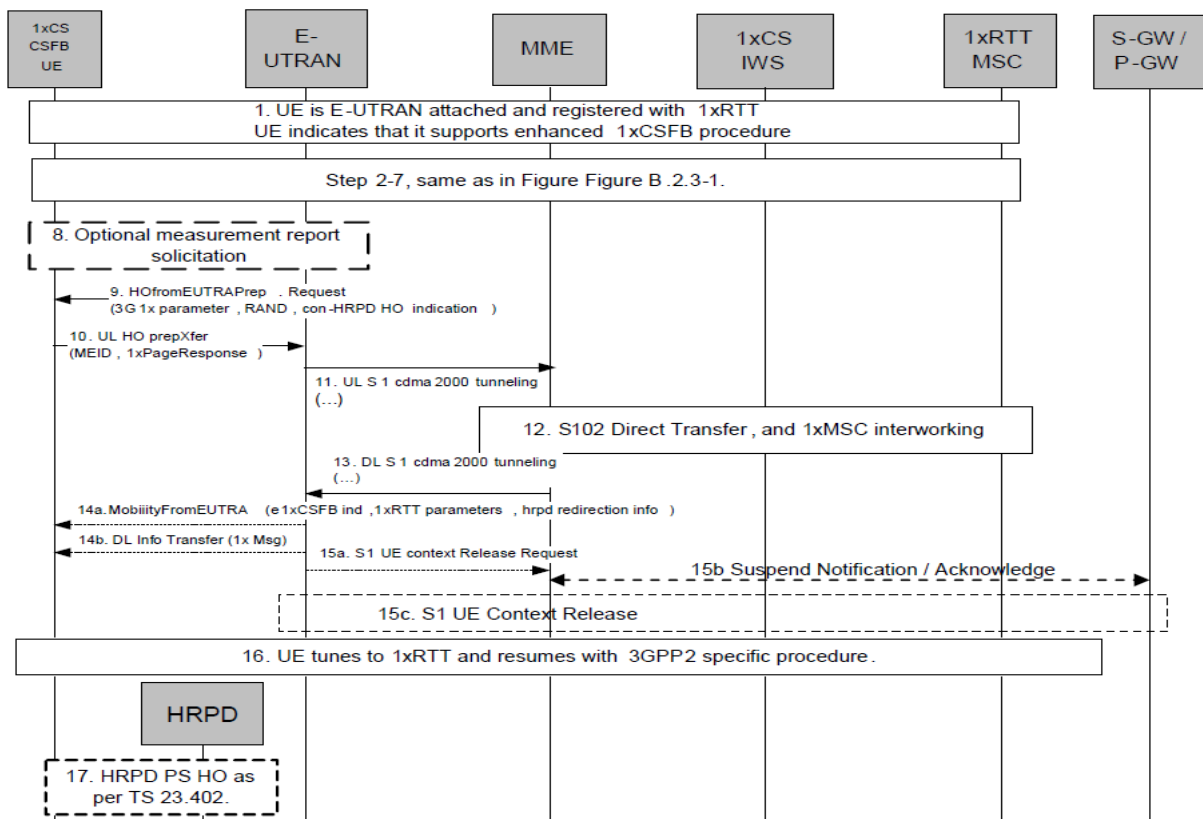 1xCS
CSFB
UE
E-
UTRAN
MME
1xCS
IWS
1xRTT
MSC
S-GW /
P-GW
1. UE is E-UTRAN attached and registered with 1xRTT
UE indicates that it supports enhanced 1xCSFB procedure
Step 2-7, same as in Figure Figure B .2.3-1.
8. Optional measurement report
solicitation
9. HOfromEUTRAPrep . Request
(3G 1x parameter , RAND , con-HRPD HO indication )
10. UL HO prepXfer
(MEID , 1xPageResponse )
11. UL S 1 cdma 2000 tunneling
(...)
12. S102 Direct Transfer, and 1xMSC interworking
13. DL S 1 cdma 2000 tunneling
(...)
14a. MobiiityFromEUTRA (e1xCSFB ind ,1xRTT parameters , hrpd redirection info )
14b. DL Info Transfer (1x Msg)
15a. S1 UE context Release Request
15b Suspend Notification / Acknowledge
15c. S1 UE Context Release
16. UE tunes to 1xRTT and resumes with 3GPP2 specific procedure.
HRPD
17. HRPD PS HO as
per TS 23.402.